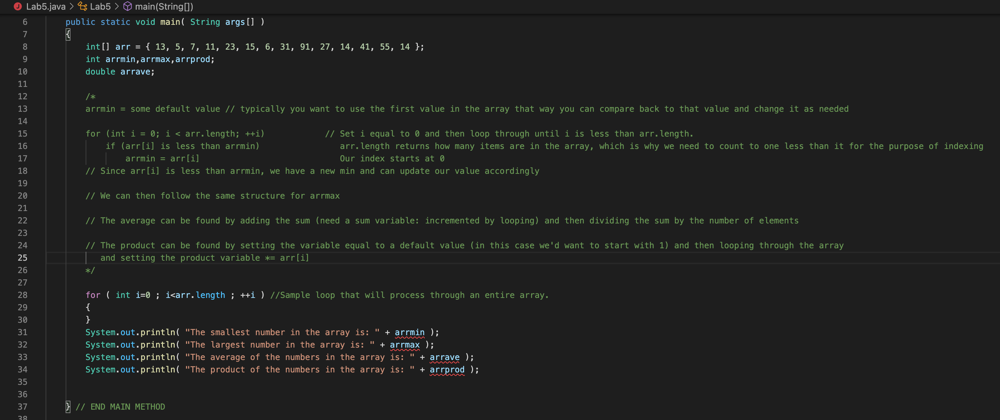 Lab5.java > Lab5 > main(String[])
6 public static void main( String args[] )
7 {
8 int[] arr = { 13, 5, 7, 11, 23, 15, 6, 31, 91, 27, 14, 41, 55, 14 };
9 int arrmin,arrmax,arrprod;
10 double arrave;
11
12 /*
13 arrmin = some default value // typically you want to use the first value in the array that way you can compare back to that value and change it as needed
14
15 for (int i = 0; i < arr.length; ++i) // Set i equal to 0 and then loop through until i is less than arr.length.
16 if (arr[i] is less than arrmin) arr.length returns how many items are in the array, which is why we need to count to one less than it for the purpose of indexing
17 arrmin = arr[i] Our index starts at 0
18 // Since arr[i] is less than arrmin, we have a new min and can update our value accordingly
19
20 // We can then follow the same structure for arrmax
21
22 // The average can be found by adding the sum (need a sum variable: incremented by looping) and then dividing the sum by the number of elements
23
24 // The product can be found by setting the variable equal to a default value (in this case we'd want to start with 1) and then looping through the array
25 and setting the product variable *= arr[i]
26 */
27
28 for ( int i=0 ; i<arr.length ; ++i ) //Sample loop that will process through an entire array.
29 {
30 }
31 System.out.println( "The smallest number in the array is: " + arrmin );
32 System.out.println( "The largest number in the array is: " + arrmax );
33 System.out.println( "The average of the numbers in the array is: " + arrave );
34 System.out.println( "The product of the numbers in the array is: " + arrprod );
35
36
37 } // END MAIN METHOD
38